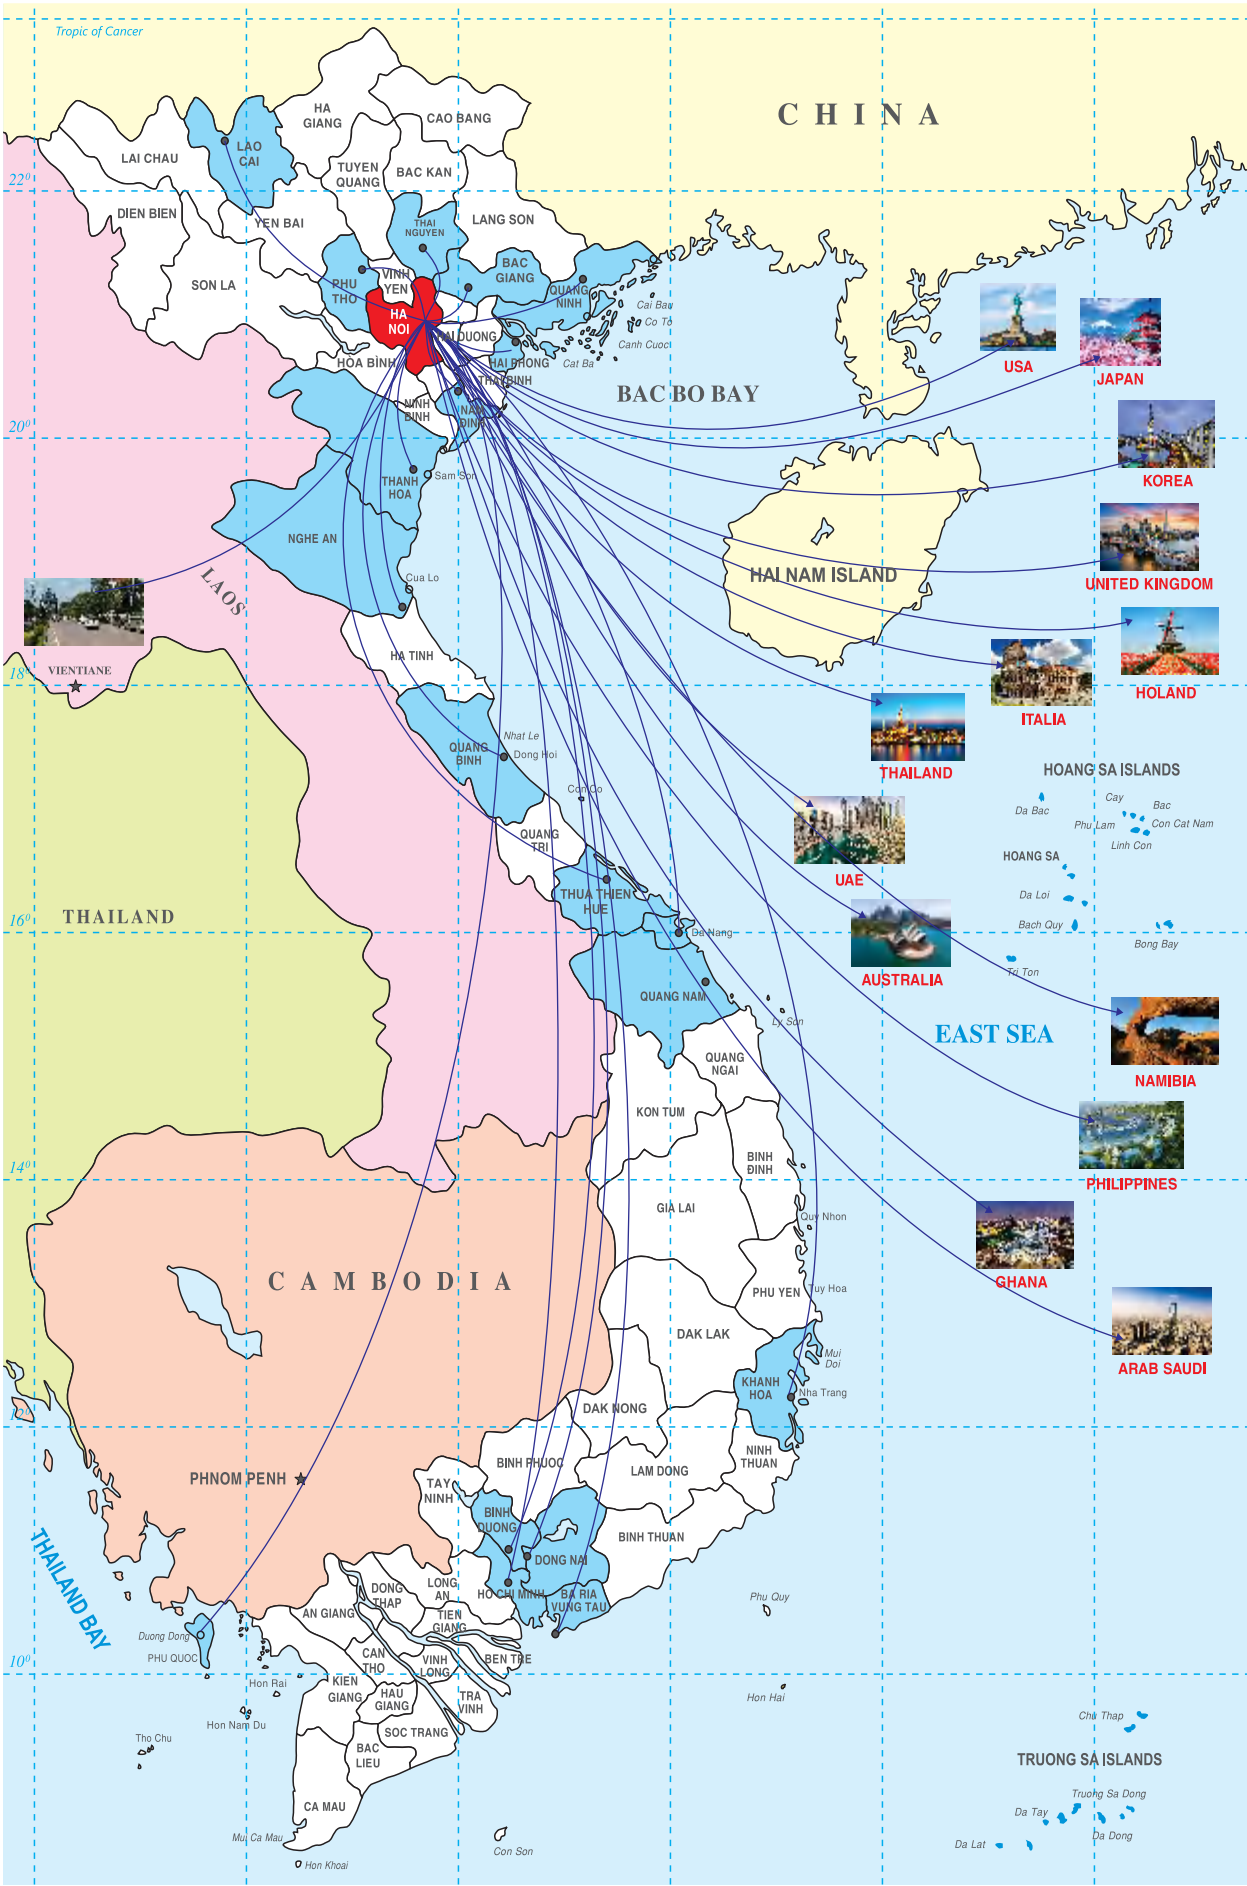 Tropic of Cancer
CHINA
HA
GIANG
CAO BANG
LAO
CAI
LAI CHAU
TUYEN
QUANG
BAC KAN
22⁰
DIEN BIEN
YEN BAI
THAI
NGUYEN
LANG SON
SON LA
PHU
THO
VINH
YEN
BAC
GIANG
QUANG
NINH
Cai Bau
Co To
HA
NOI
HAI DUONG
Canh Cuoc
HOA BÌNH
HAI PHONG
Cat Ba
THAI BINH
USA
JAPAN
BAC BO BAY
NINH
BINH
NAM
ĐINH
20⁰
THANH
HOA
Sam Son
KOREA
NGHE AN
LAOS
Cua Lo
HAI NAM ISLAND
UNITED KINGDOM
HA TINH
VIENTIANE
18⁰
HOLAND
ITALIA
QUANG
BINH
Nhat Le
Dong Hoi
THAILAND
HOANG SA ISLANDS
Con Co
Da Bac
Cay
Bac
Phu Lam
Con Cat Nam
Linh Con
QUANG
TRI
HOANG SA
UAE
THUA THIEN
HUE
Da Loi
THAILAND
16⁰
Da Nang
Bach Quy
Bong Bay
AUSTRALIA
Tri Ton
QUANG NAM
Ly Son
EAST SEA
QUANG
NGAI
NAMIBIA
KON TUM
14⁰
BINH
ĐINH
PHILIPPINES
GIA LAI
Quy Nhon
CAMBODIA
GHANA
PHU YEN
Tuy Hoa
DAK LAK
Mui
Doi
ARAB SAUDI
KHANH
HOA
Nha Trang
12⁰
DAK NONG
PHNOM PENH
TAY
NINH
BINH PHUOC
LAM DONG
NINH
THUAN
BINH
DUONG
BINH THUAN
THAILAND BAY
DONG NAI
HO CHI MINH
BA RIA
VUNG TAU
LONG
AN
DONG
THAP
AN GIANG
TIEN
GIANG
Phu Quy
Duong Dong
PHU QUOC
CAN
THO
VINH
LONG
BEN TRE
10⁰
Hon Rai
KIEN
GIANG
HAU
GIANG
TRA
VINH
Hon Hai
Hon Nam Du
SOC TRANG
Chu Thap
Tho Chu
BAC
LIEU
TRUONG SA ISLANDS
CA MAU
Truong Sa Dong
Da Tay
Mui Ca Mau
Da Dong
Da Lat
Con Son
Hon Khoai